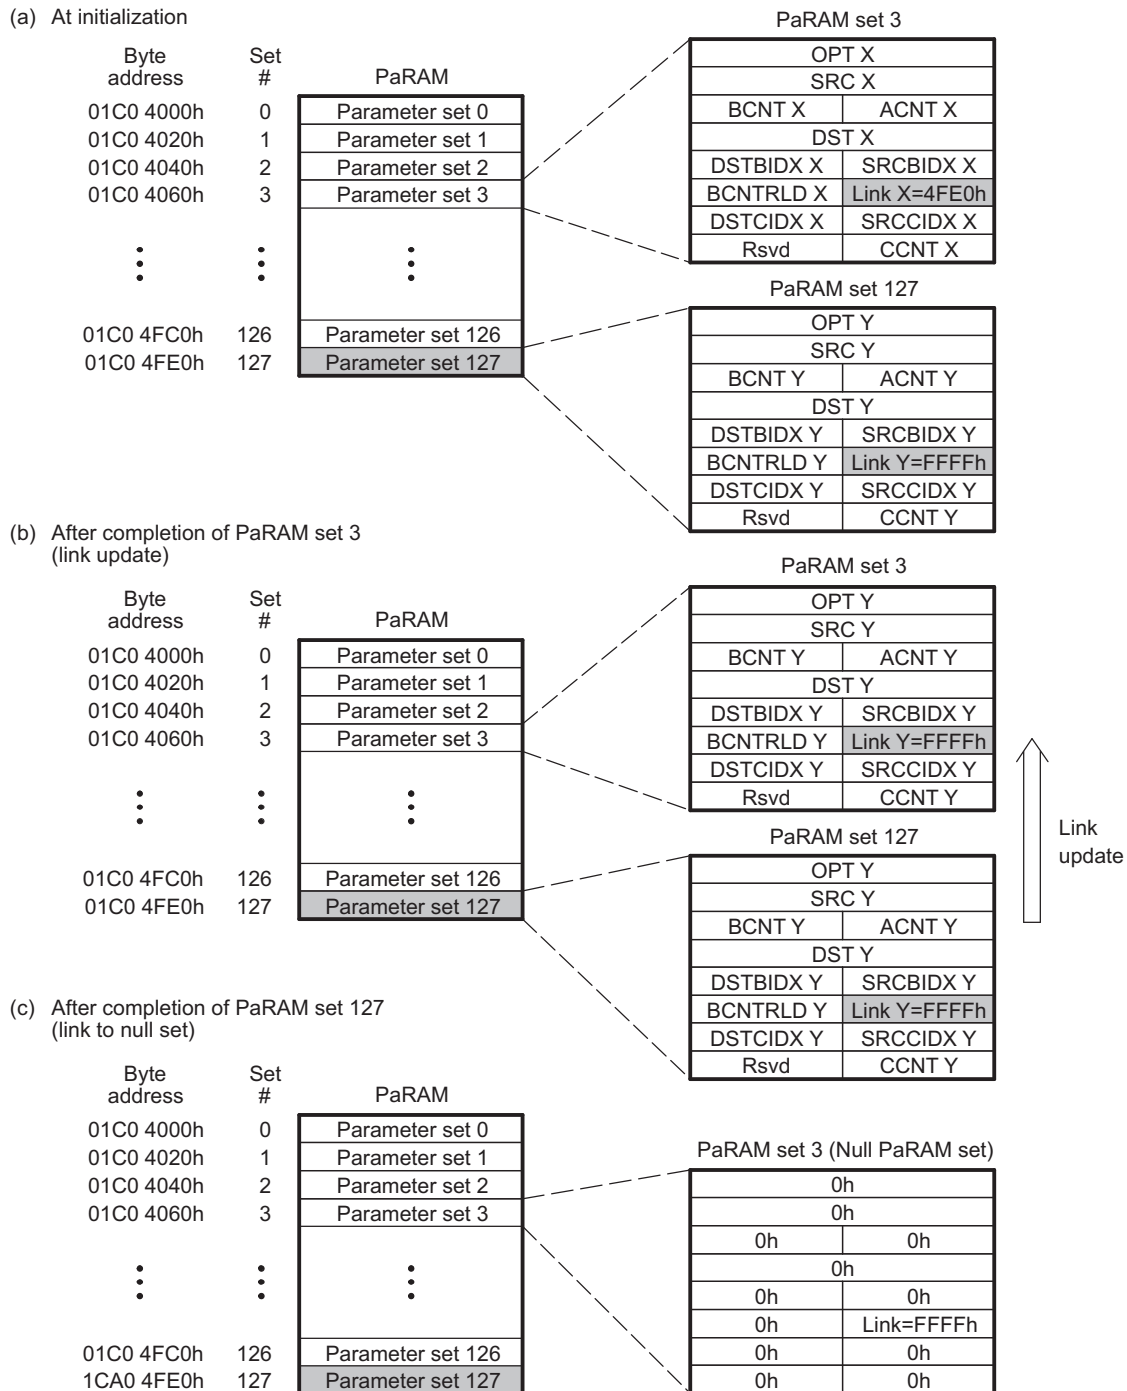 (a) At initialization
Byte address Set # PaRAM
01C0 4000h 0 Parameter set 0
01C0 4020h 1 Parameter set 1
01C0 4040h 2 Parameter set 2
01C0 4060h 3 Parameter set 3
01C0 4FC0h 126 Parameter set 126
01C0 4FE0h 127 Parameter set 127
PaRAM set 3
OPT X
SRC X
BCNT X ACNT X
DST X
DSTBIDX X SRCBIDX X
BCNTRLD X Link X=4FE0h
DSTCIDX X SRCCIDX X
Rsvd CCNT X
PaRAM set 127
OPT Y
SRC Y
BCNT Y ACNT Y
DST Y
DSTBIDX Y SRCBIDX Y
BCNTRLD Y Link Y=FFFFh
DSTCIDX Y SRCCIDX Y
Rsvd CCNT Y
(b) After completion of PaRAM set 3
(link update)
Byte address Set # PaRAM
01C0 4000h 0 Parameter set 0
01C0 4020h 1 Parameter set 1
01C0 4040h 2 Parameter set 2
01C0 4060h 3 Parameter set 3
01C0 4FC0h 126 Parameter set 126
01C0 4FE0h 127 Parameter set 127
PaRAM set 3
OPT Y
SRC Y
BCNT Y ACNT Y
DST Y
DSTBIDX Y SRCBIDX Y
BCNTRLD Y Link Y=FFFFh
DSTCIDX Y SRCCIDX Y
Rsvd CCNT Y
PaRAM set 127
OPT Y
SRC Y
BCNT Y ACNT Y
DST Y
DSTBIDX Y SRCBIDX Y
BCNTRLD Y Link Y=FFFFh
DSTCIDX Y SRCCIDX Y
Rsvd CCNT Y
Link
update
(c) After completion of PaRAM set 127
(link to null set)
Byte address Set # PaRAM
01C0 4000h 0 Parameter set 0
01C0 4020h 1 Parameter set 1
01C0 4040h 2 Parameter set 2
01C0 4060h 3 Parameter set 3
01C0 4FC0h 126 Parameter set 126
1CA0 4FE0h 127 Parameter set 127
PaRAM set 3 (Null PaRAM set)
0h
0h
0h 0h
0h
0h 0h
0h Link=FFFFh
0h 0h
0h 0h